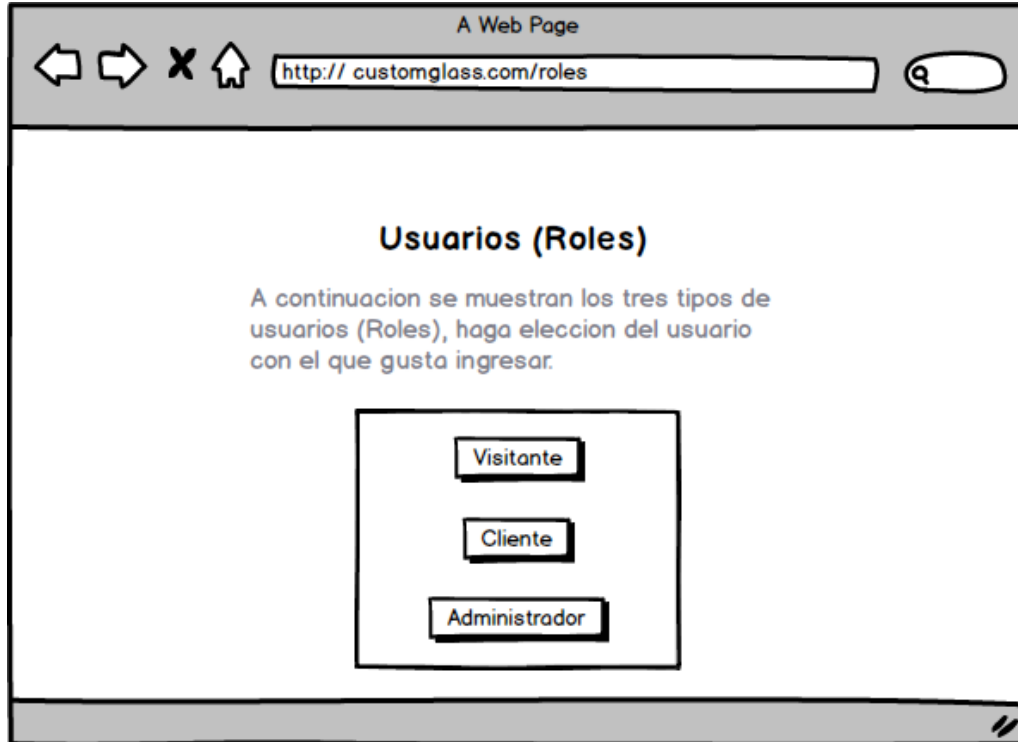 A Web Page
http:// customglass.com/roles
Usuarios (Roles)
A continuacion se muestran los tres tipos de
usuarios (Roles), haga eleccion del usuario
con el que gusta ingresar.
Visitante
Cliente
Administrador